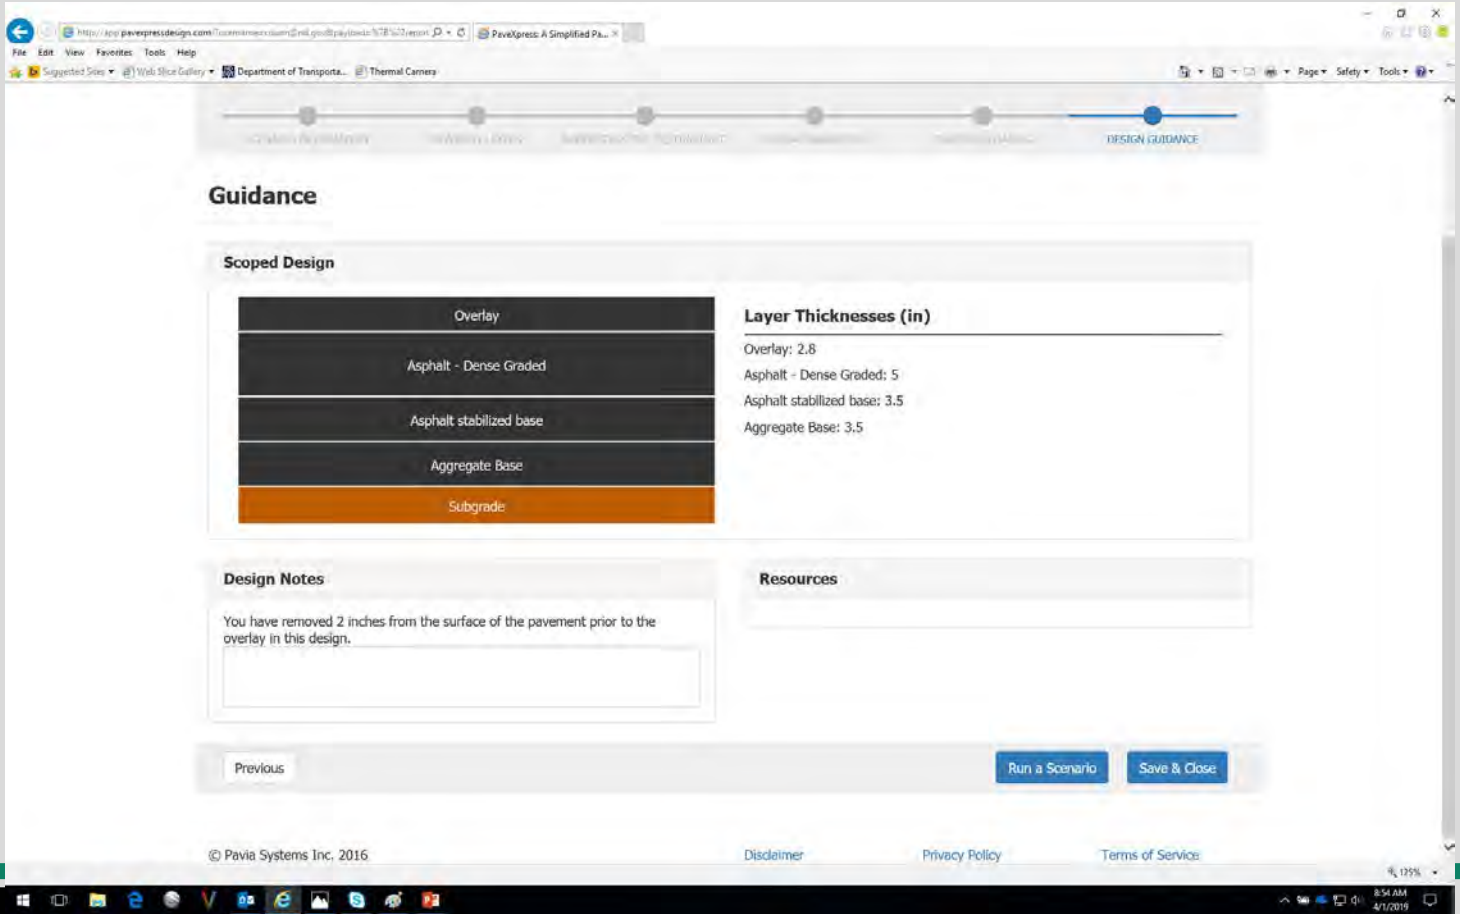 PaveXpress: A Simplified Pa...
File Edit View Favorites Tools Help
Suggested Sites Web Slice Gallery Department of Transporta... Thermal Camera
Page Safety Tools
DESIGN GUIDANCE
Guidance
Scoped Design
Overlay
Asphalt - Dense Graded
Asphalt stabilized base
Aggregate Base
Subgrade
Layer Thicknesses (in)
Overlay: 2.8
Asphalt - Dense Graded: 5
Asphalt stabilized base: 3.5
Aggregate Base: 3.5
Design Notes
You have removed 2 inches from the surface of the pavement prior to the
overlay in this design.
Resources
Previous
Run a Scenario
Save & Close
© Pavia Systems Inc. 2016
Disclaimer
Privacy Policy
Terms of Service
125%
8:54 AM
4/1/2019